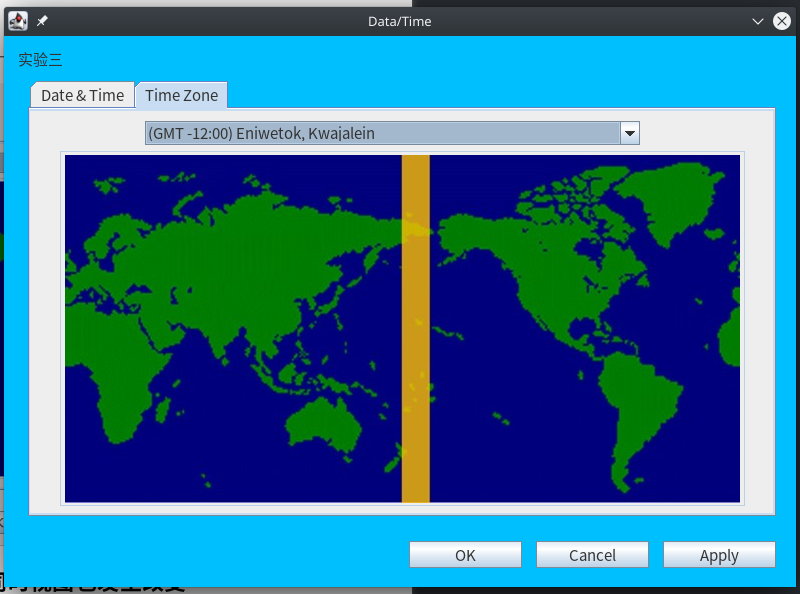 Data/Time
实验三
Date & Time
Time Zone
(GMT -12:00) Eniwetok, Kwajalein
OK
Cancel
Apply